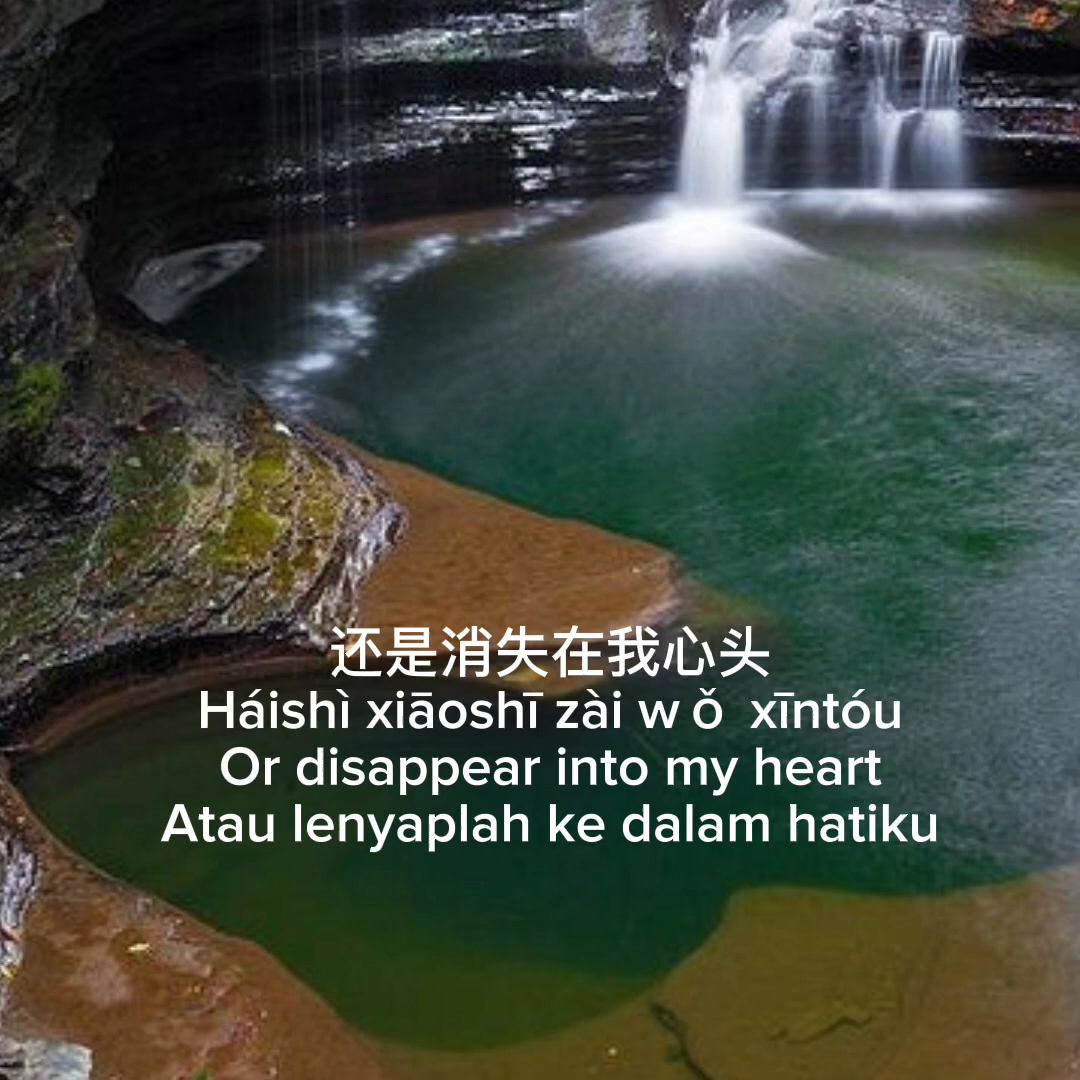 还是消失在我心头
Háishì xiāoshī zài wǒ xīntóu
Or disappear into my heart
Atau lenyaplah ke dalam hatiku